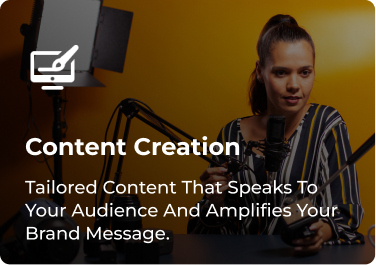 Content Creation
Tailored Content That Speaks To
Your Audience And Amplifies Your
Brand Message.